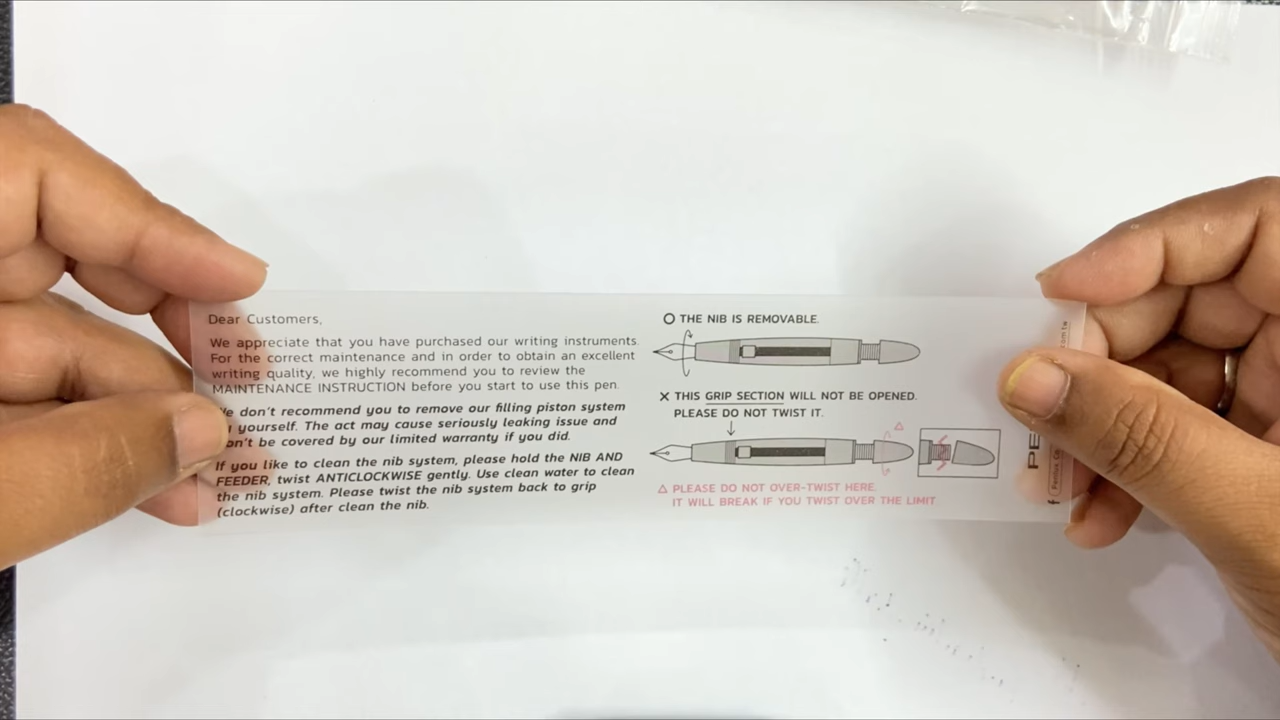 Dear Customers,
We appreciate that you have purchased our writing instruments.
For the correct maintenance and in order to obtain an excellent
writing quality, we highly recommend you to review the
MAINTENANCE INSTRUCTION before you start to use this pen.
don't recommend you to remove our filling piston system
yourself. The act may cause seriously leaking issue and
be covered by our limited warranty if you did.
If you like to clean the nib system, please hold the NIB AND
FEEDER, twist ANTICLOCKWISE gently. Use clean water to clean
the nib system. Please twist the nib system back to grip
(clockwise) after clean the nib.
THE NIB IS REMOVABLE.
THIS GRIP SECTION WILL NOT BE OPENED.
PLEASE DO NOT TWIST IT.
PLEASE DO NOT OVER-TWIST HERE.
IT WILL BREAK IF YOU TWIST OVER THE LIMIT.